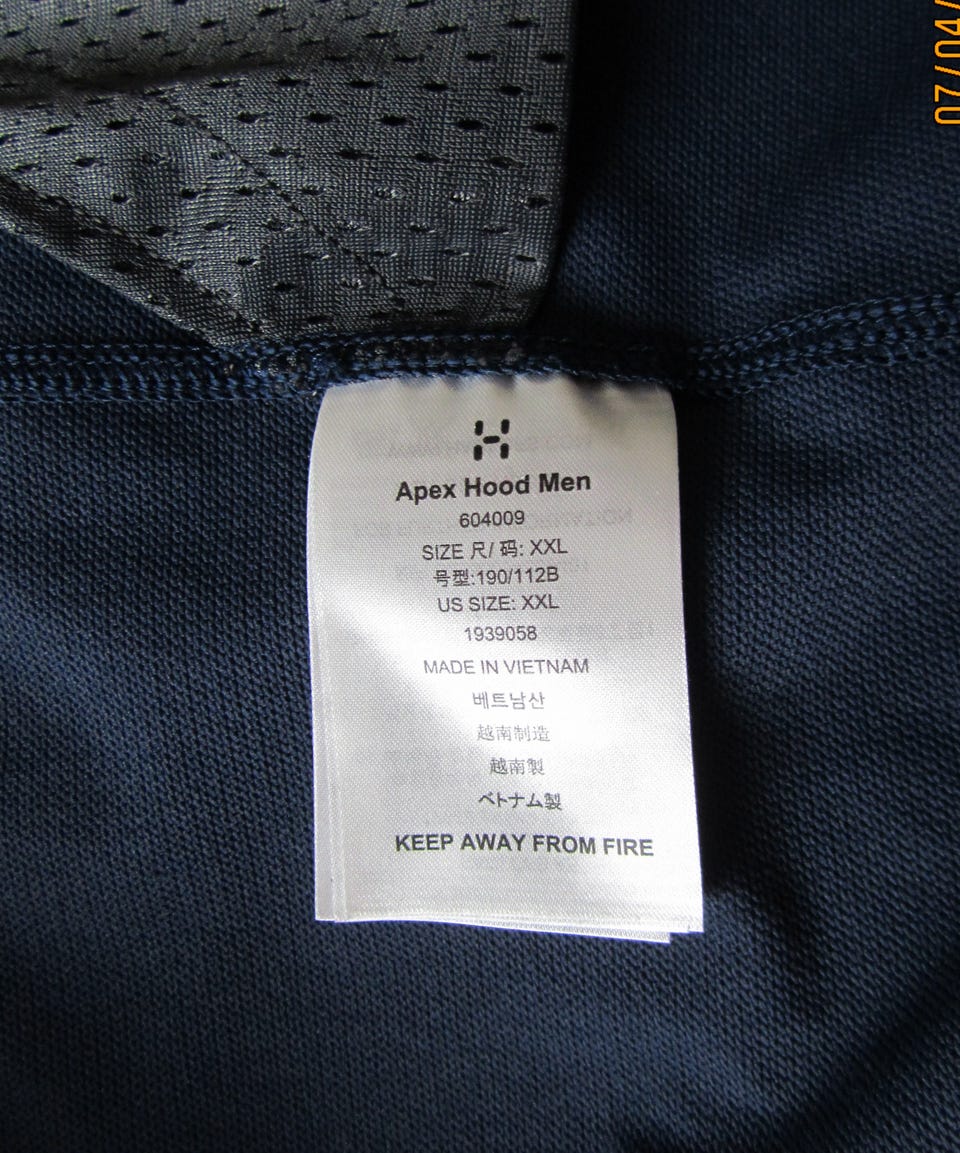 07/04/
Apex Hood Men
604009
SIZE 尺/ 码: XXL
号型:190/112B
US SIZE: XXL
1939058
MADE IN VIETNAM
베트남산
越南制造
越南製
ベトナム製
KEEP AWAY FROM FIRE